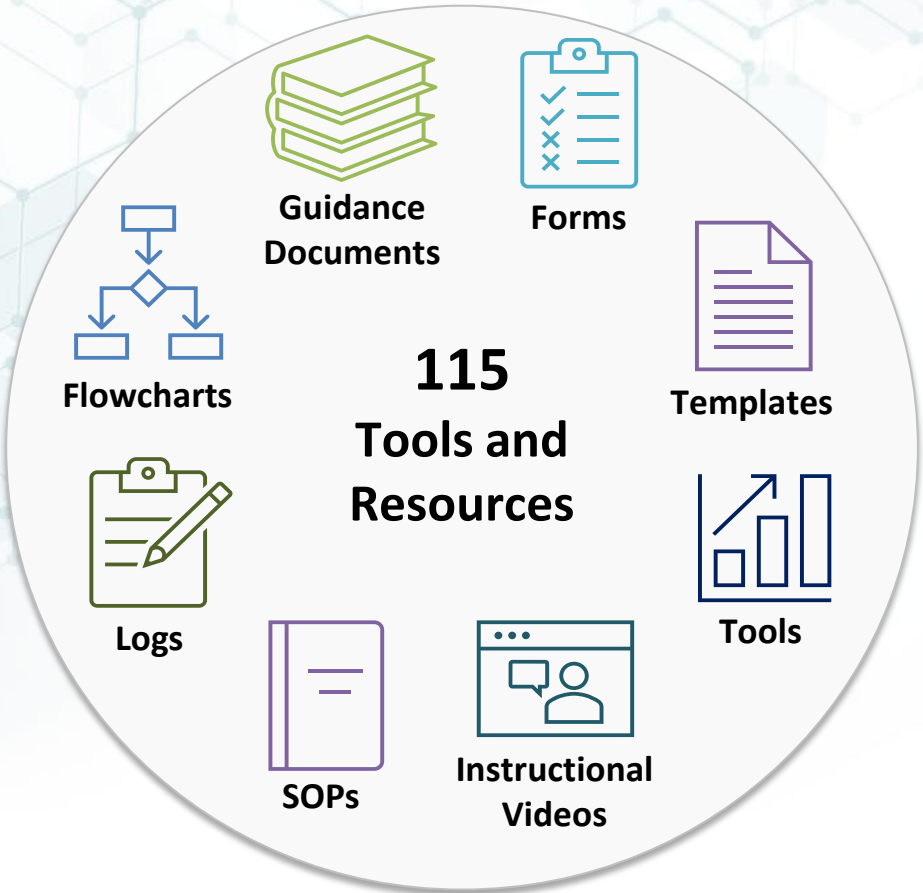 Guidance
Documents
Forms
Flowcharts
Templates
115
Tools and
Resources
Logs
Tools
SOPs
Instructional
Videos